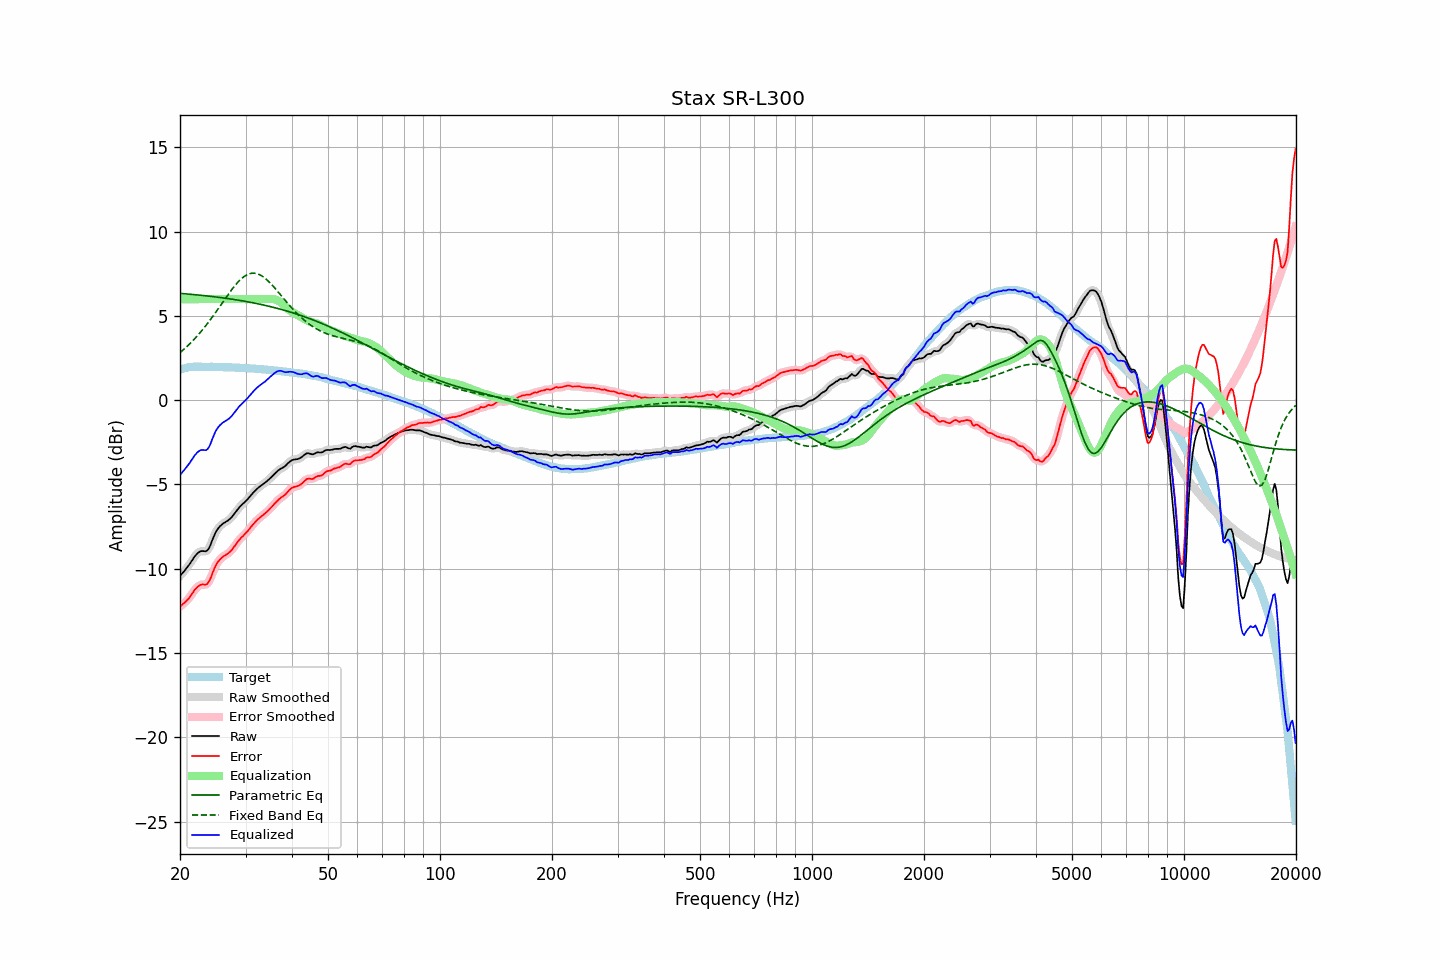 Stax SR-L300
Amplitude (dBr)
15
10
5
0
−5
−10
−15
−20
−25
Target
Raw Smoothed
Error Smoothed
Raw
Error
Equalization
Parametric Eq
Fixed Band Eq
Equalized
20 50 100 200 500 1000 2000 5000 10000 20000
Frequency (Hz)